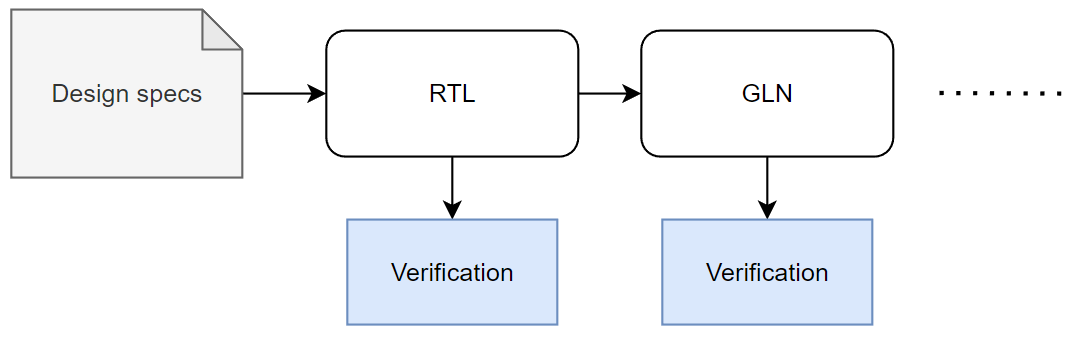 Design specs
RTL
GLN
Verification
Verification